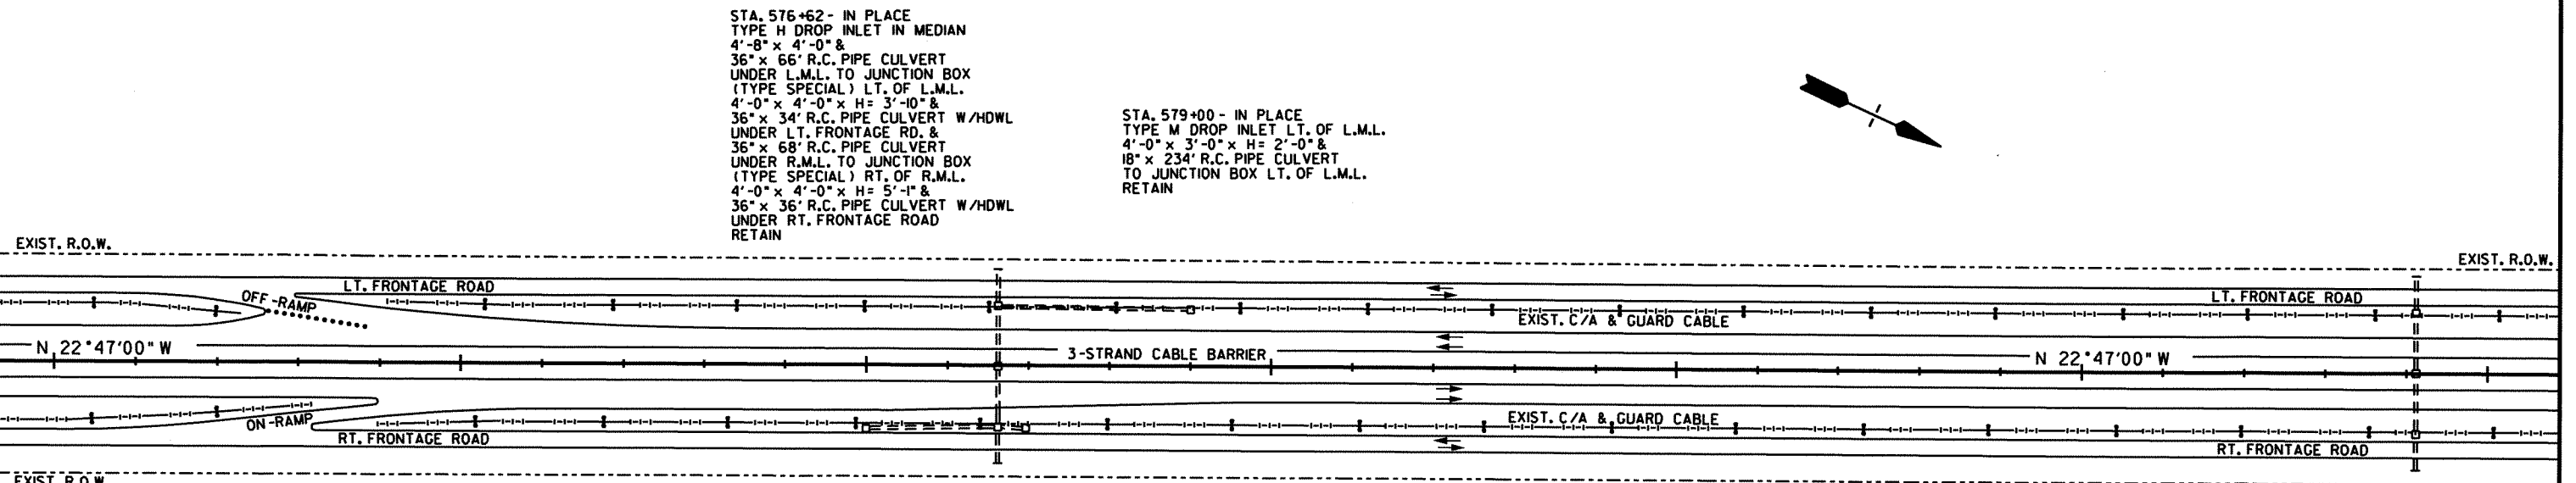 STA. 576+62 - IN PLACE
TYPE H DROP INLET IN MEDIAN
4'-8" x 4'-0" &
36" x 66' R.C. PIPE CULVERT
UNDER L.M.L. TO JUNCTION BOX
(TYPE SPECIAL) LT. OF L.M.L.
4'-0" x 4'-0" x H= 3'-10" &
36" x 34' R.C. PIPE CULVERT W/HDWL
UNDER LT. FRONTAGE RD. &
36" x 68' R.C. PIPE CULVERT
UNDER R.M.L. TO JUNCTION BOX
(TYPE SPECIAL) RT. OF R.M.L.
4'-0" x 4'-0" x H= 5'-1" &
36" x 36' R.C. PIPE CULVERT W/HDWL
UNDER RT. FRONTAGE ROAD
RETAIN
STA. 579+00 - IN PLACE
TYPE M DROP INLET LT. OF L.M.L.
4'-0" x 3'-0" x H= 2'-0" &
18" x 234' R.C. PIPE CULVERT
TO JUNCTION BOX LT. OF L.M.L.
RETAIN
EXIST. R.O.W.
EXIST. R.O.W.
LT. FRONTAGE ROAD
OFF-RAMP
LT. FRONTAGE ROAD
EXIST. C/A & GUARD CABLE
N 22°47'00" W
3-STRAND CABLE BARRIER
N 22°47'00" W
ON-RAMP
EXIST. C/A & GUARD CABLE
RT. FRONTAGE ROAD
RT. FRONTAGE ROAD
EXIST. R.O.W.